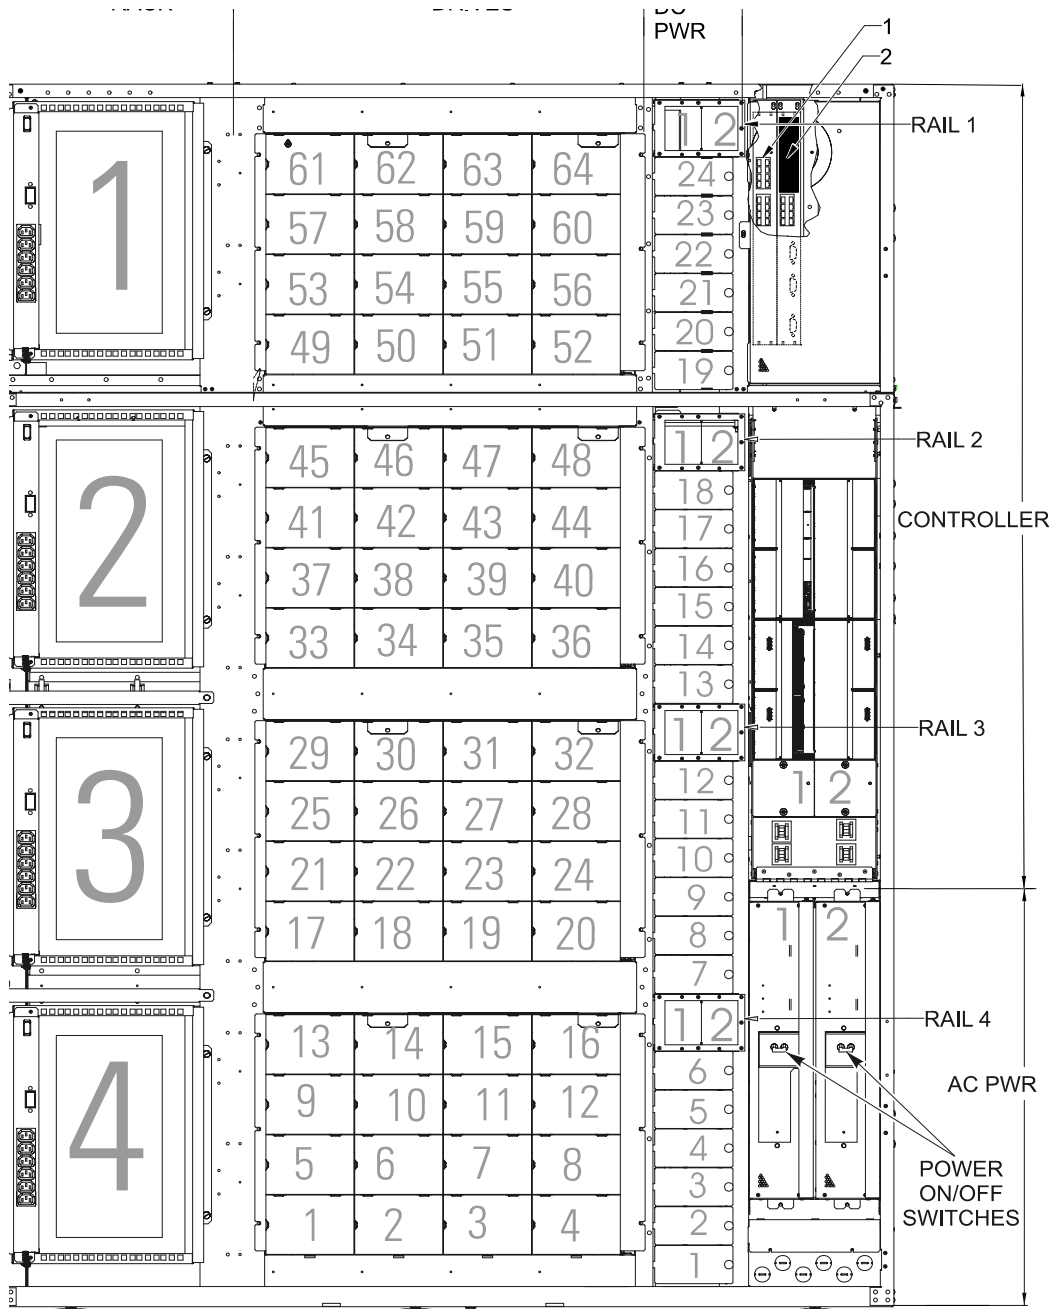 PWR
1
2
1 2 RAIL 1
1 61 62 63 64 24
57 58 59 60 23
22
53 54 55 56 21
20
49 50 51 52 19
1 2 RAIL 2
2 45 46 47 48 18
41 42 43 44 17
CONTROLLER
37 38 39 40 16
15
33 34 35 36 14
13
1 2 RAIL 3
3 29 30 31 32 12
1 2
25 26 27 28 11
21 22 23 24 10
9
17 18 19 20 8
1 2
7
1 2 RAIL 4
4 13 14 15 16 6
AC PWR
9 10 11 12 5
5 6 7 8 4
3
POWER
ON/OFF
SWITCHES
1 2 3 4 2
1